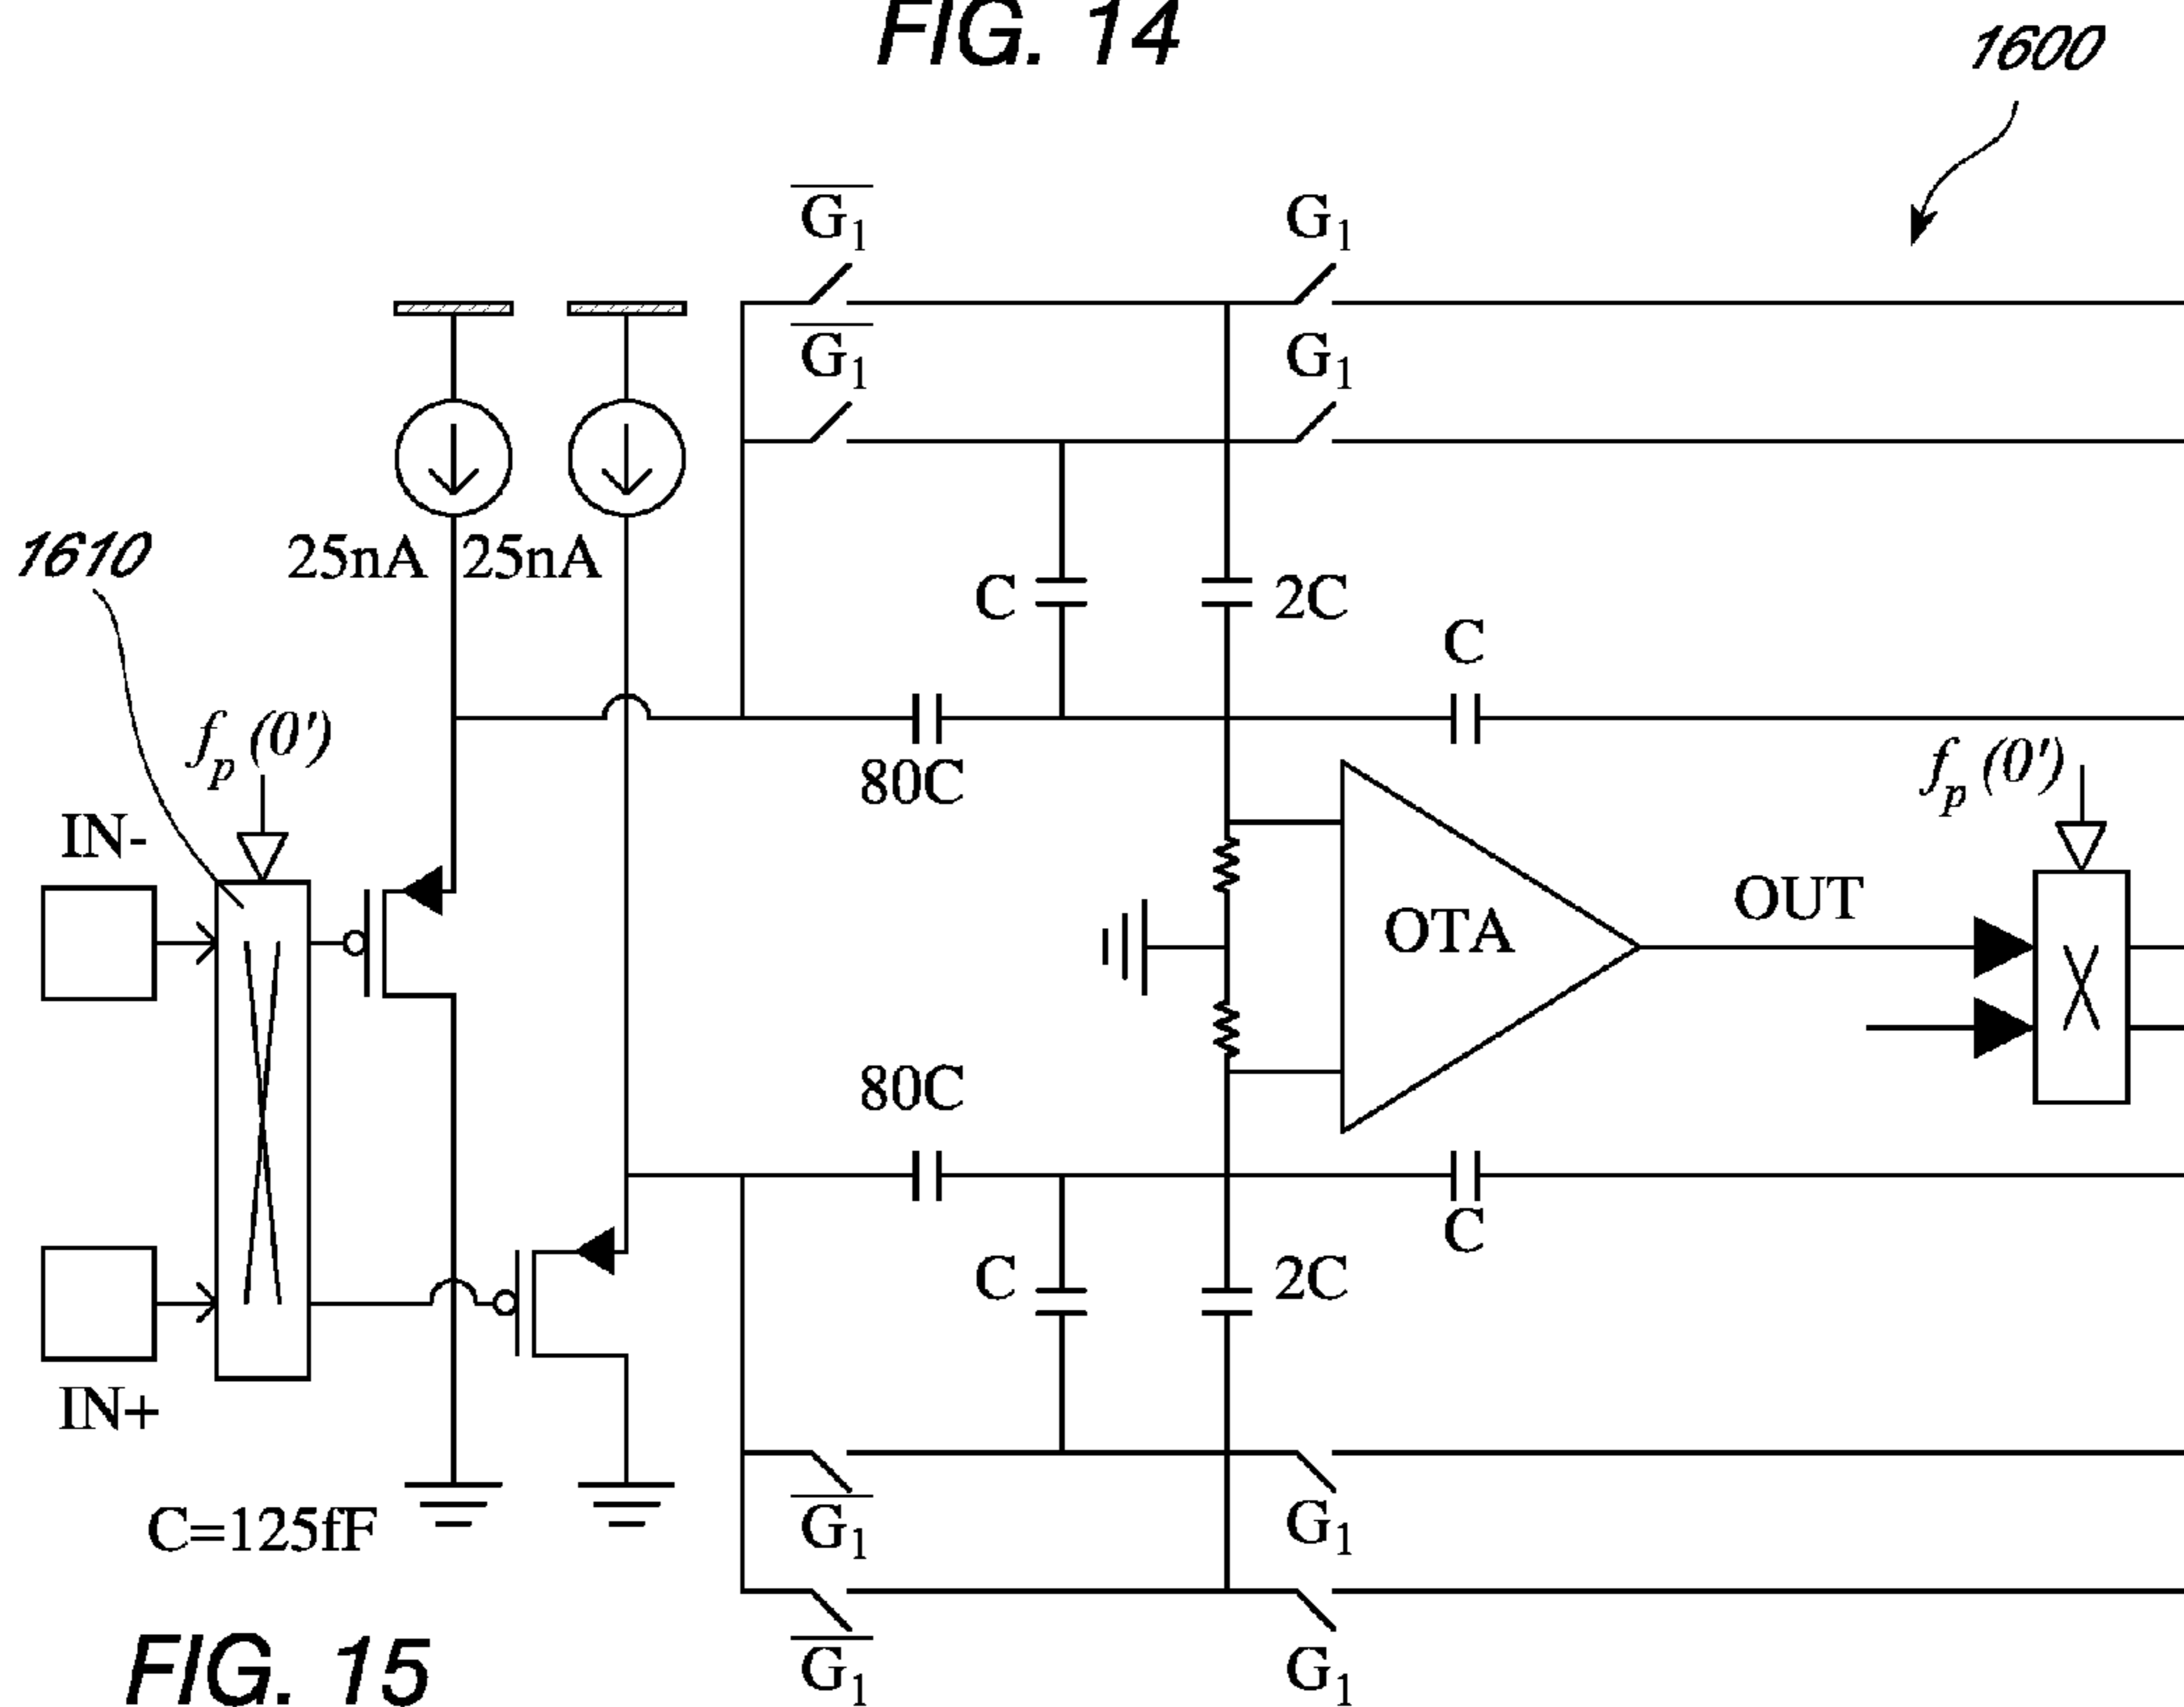 FIG. 14
1600
G₁ G₁
G₁ G₁
1610
25nA 25nA
C 2C
C
fₚ (0')
80C
fₚ (0')
IN-
OUT
OTA
80C
C
C 2C
IN+
C=125fF
G₁ G₁
FIG. 15
G₁ G₁